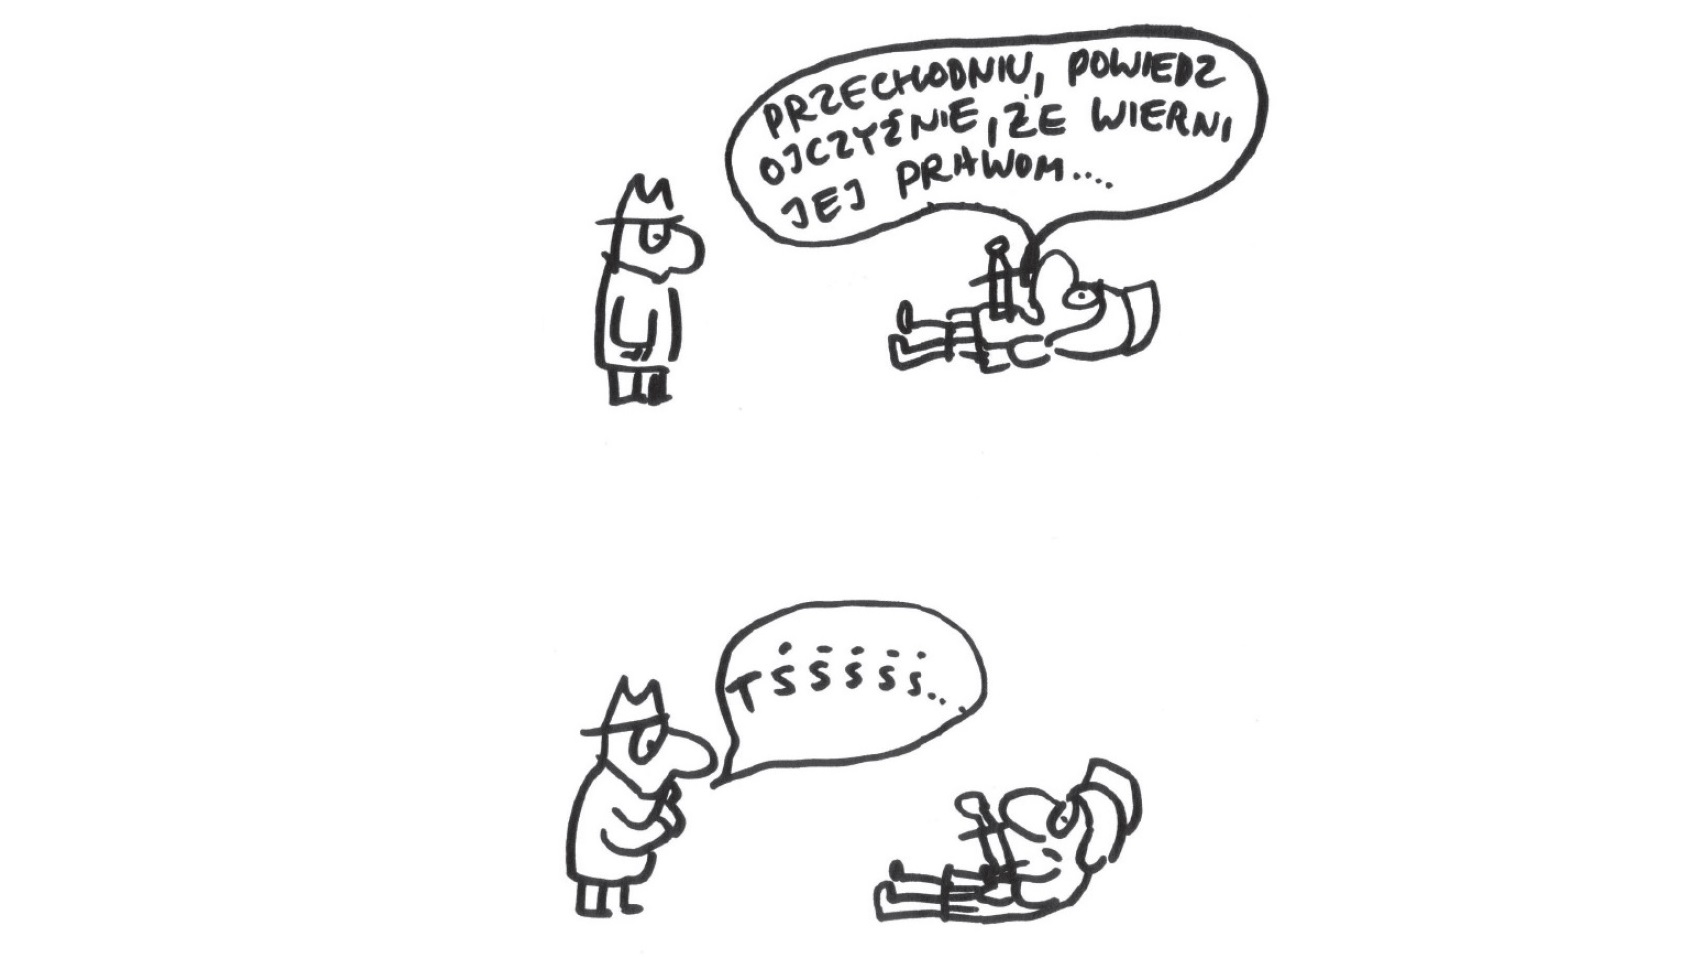 PRZECHODNIU, POWIEDZ
OJCZYŹNIE, ŻE WIERNI
JEJ PRAWOM....
TŚŚŚŚŚ...